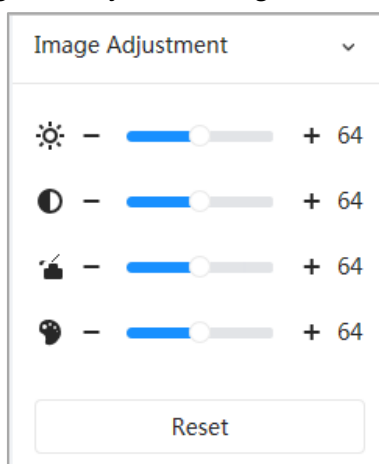 Image Adjustment
− + 64
− + 64
− + 64
− + 64
Reset